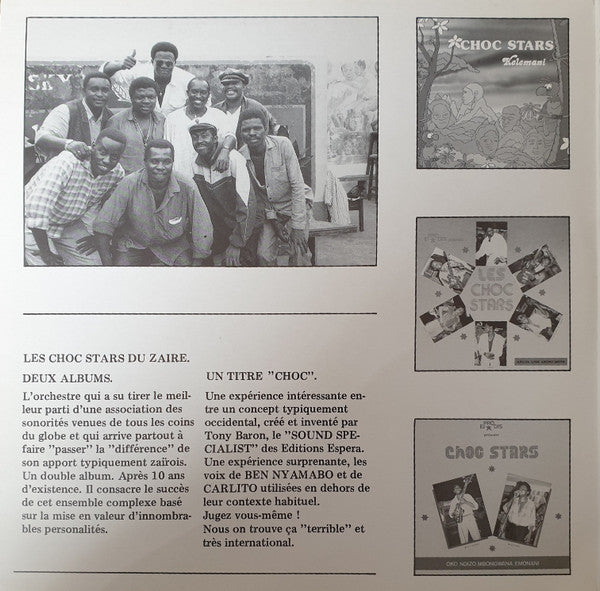 SKY
CHOC STARS
Kelemani
LES
CHOC
STARS
CHOC STARS
OKO NDIZO MBONGWANA EMONANI
LES CHOC STARS DU ZAIRE.
DEUX ALBUMS.
L'orchestre qui a su tirer le meil-
leur parti d'une association des
sonorités venues de tous les coins
du globe et qui arrive partout à
faire "passer" la "différence" de
son apport typiquement zaïrois.
Un double album. Après 10 ans
d'existence. Il consacre le succès
de cet ensemble complexe basé
sur la mise en valeur d'innombra-
bles personalités.
UN TITRE "CHOC".
Une expérience intéressante en-
tre un concept typiquement
occidental, créé et inventé par
Tony Baron, le "SOUND SPE-
CIALIST" des Editions Espera.
Une expérience surprenante, les
voix de BEN NYAMABO et de
CARLITO utilisées en dehors de
leur contexte habituel.
Jugez vous-même !
Nous on trouve ça "terrible" et
très international.